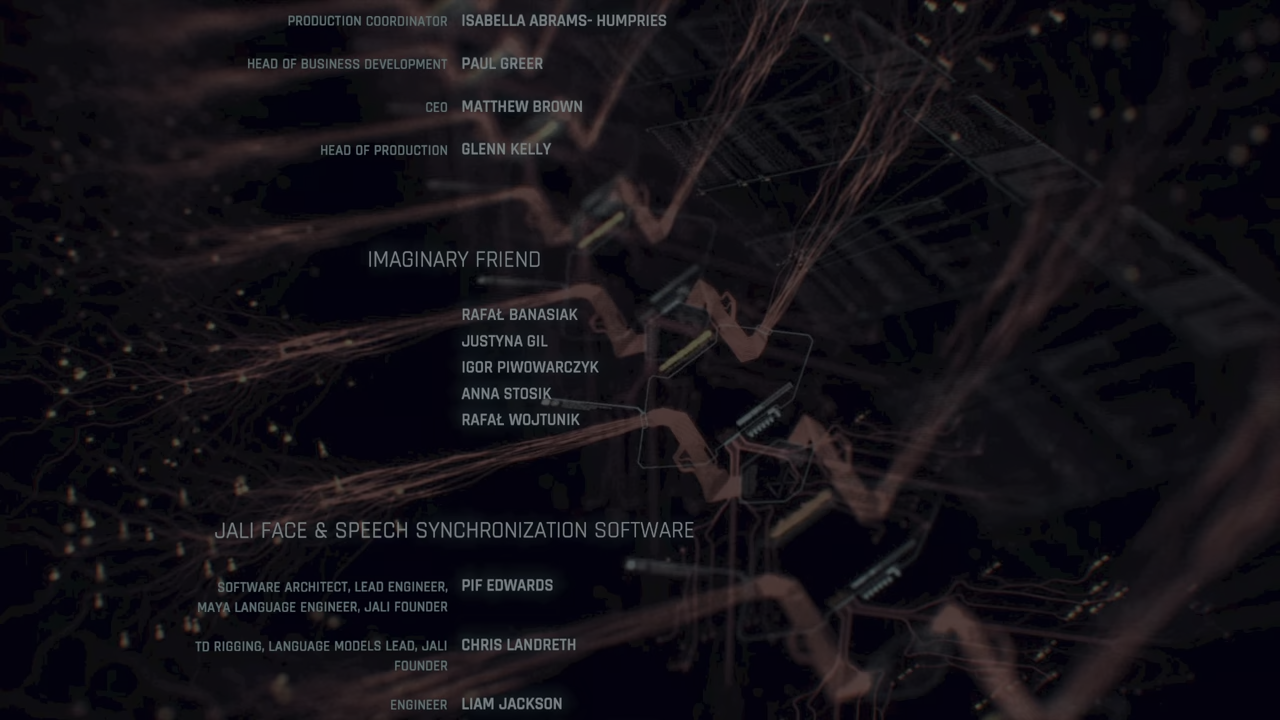 PRODUCTION COORDINATOR ISABELLA ABRAMS- HUMPRIES
HEAD OF BUSINESS DEVELOPMENT PAUL GREER
CEO MATTHEW BROWN
HEAD OF PRODUCTION GLENN KELLY
IMAGINARY FRIEND
RAFAŁ BANASIAK
JUSTYNA GIL
IGOR PIWOWARCZYK
ANNA STOSIK
RAFAŁ WOJTUNIK
JALI FACE & SPEECH SYNCHRONIZATION SOFTWARE
SOFTWARE ARCHITECT, LEAD ENGINEER, PIF EDWARDS
MAYA LANGUAGE ENGINEER, JALI FOUNDER
TD RIGGING, LANGUAGE MODELS LEAD, JALI CHRIS LANDRETH
FOUNDER
ENGINEER LIAM JACKSON